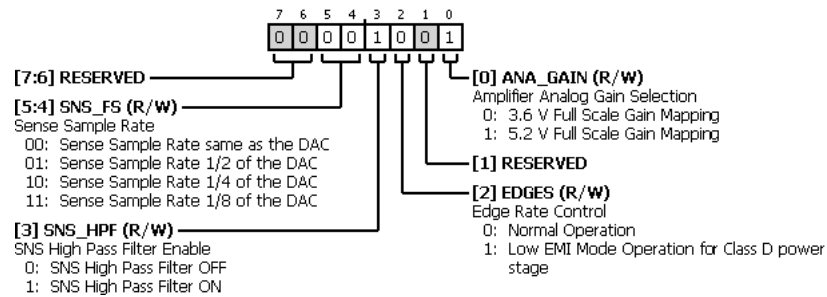 7 6 5 4 3 2 1 0
0 0 0 0 1 0 0 1
[7:6] RESERVED
[5:4] SNS_FS (R/W)
Sense Sample Rate
00: Sense Sample Rate same as the DAC
01: Sense Sample Rate 1/2 of the DAC
10: Sense Sample Rate 1/4 of the DAC
11: Sense Sample Rate 1/8 of the DAC
[3] SNS_HPF (R/W)
SNS High Pass Filter Enable
0: SNS High Pass Filter OFF
1: SNS High Pass Filter ON
[0] ANA_GAIN (R/W)
Amplifier Analog Gain Selection
0: 3.6 V Full Scale Gain Mapping
1: 5.2 V Full Scale Gain Mapping
[1] RESERVED
[2] EDGES (R/W)
Edge Rate Control
0: Normal Operation
1: Low EMI Mode Operation for Class D power
stage